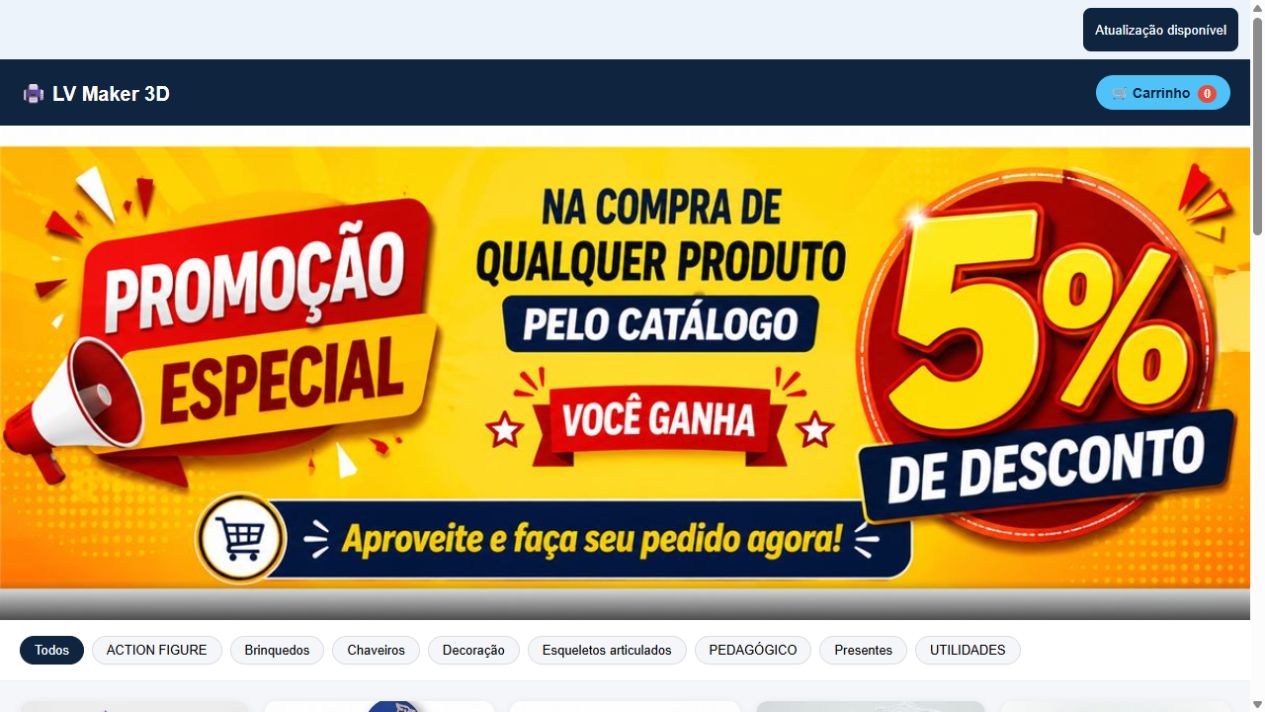 Atualização disponível
LV Maker 3D
Carrinho 0
PROMOÇÃO
ESPECIAL
NA COMPRA DE
QUALQUER PRODUTO
PELO CATÁLOGO
VOCÊ GANHA
5%
DE DESCONTO
Aproveite e faça seu pedido agora!
Todos ACTION FIGURE Brinquedos Chaveiros Decoração Esqueletos articulados PEDAGÓGICO Presentes UTILIDADES